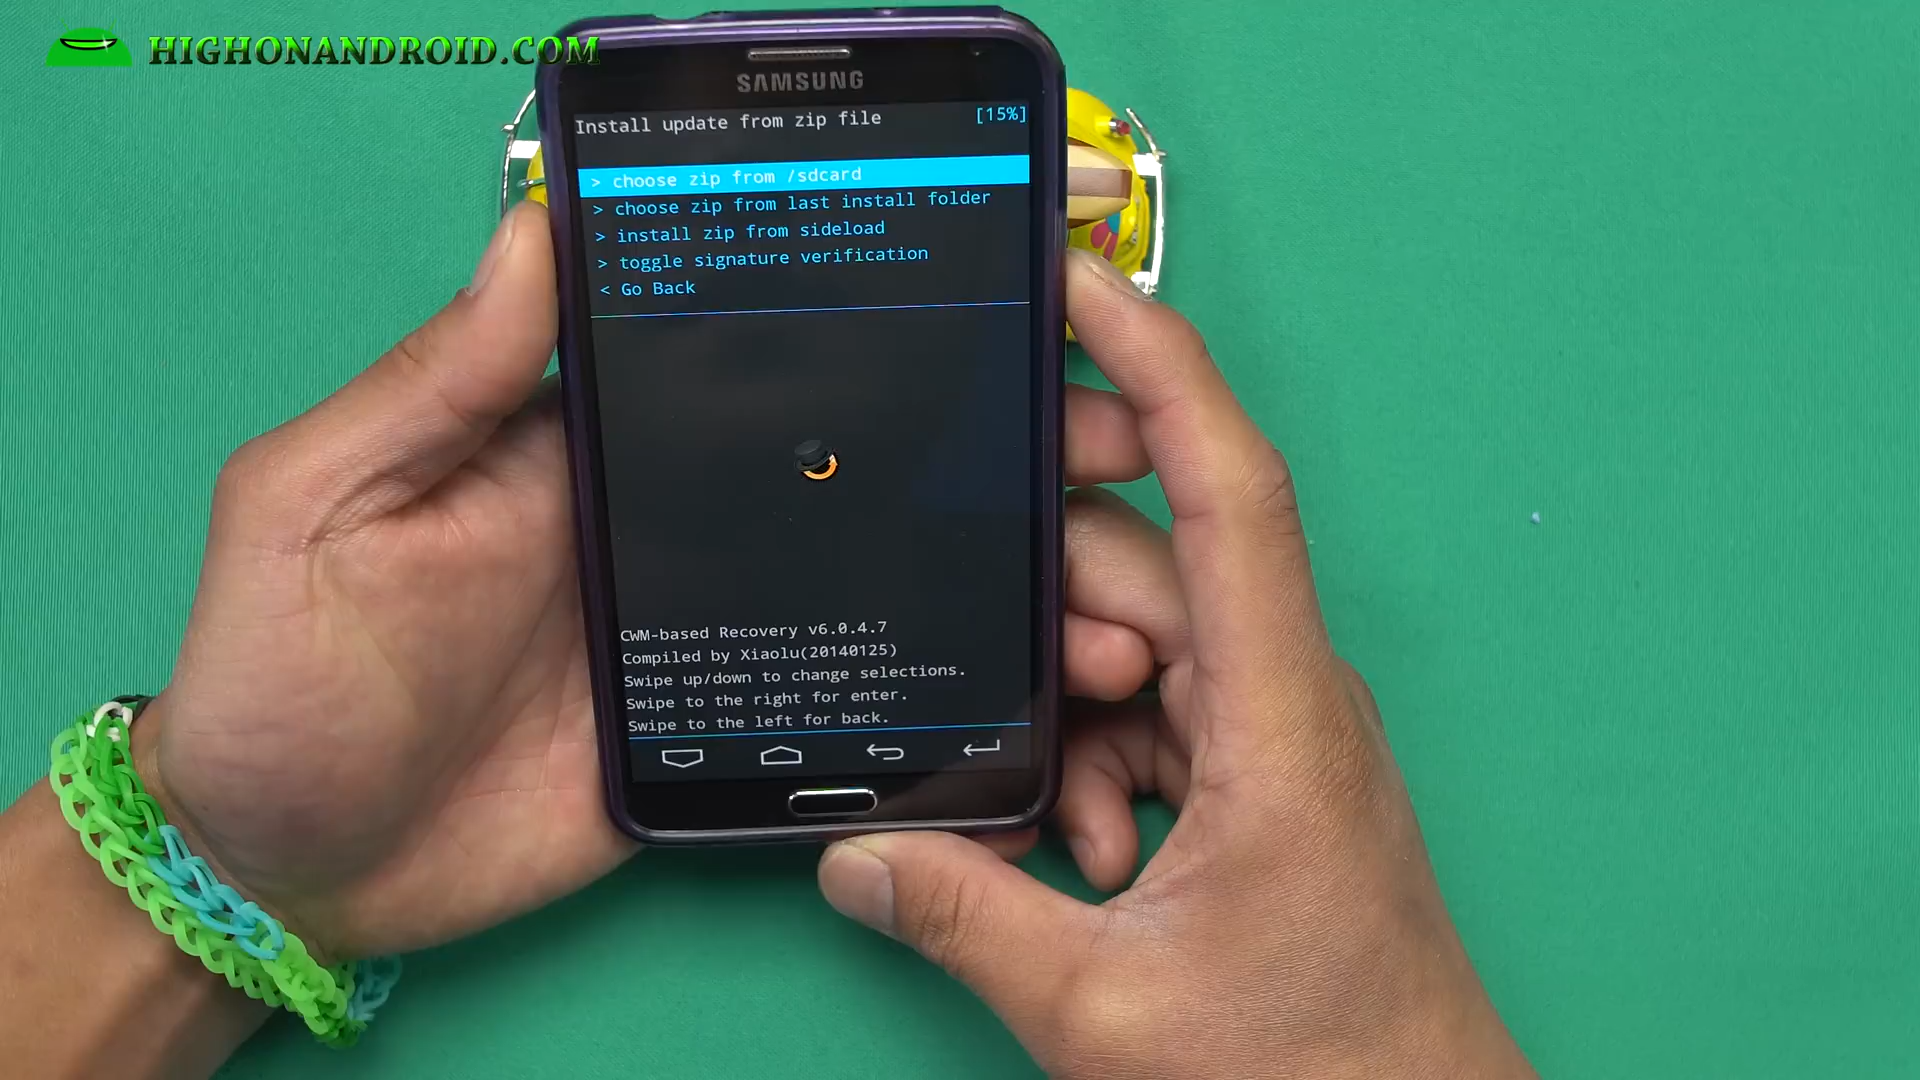 HIGHONANDROID.COM
SAMSUNG
Install update from zip file [15%]
> choose zip from /sdcard
> choose zip from last install folder
> install zip from sideload
> toggle signature verification
< Go Back
CWM-based Recovery v6.0.4.7
Compiled by Xiaolu(20140125)
Swipe up/down to change selections.
Swipe to the right for enter.
Swipe to the left for back.